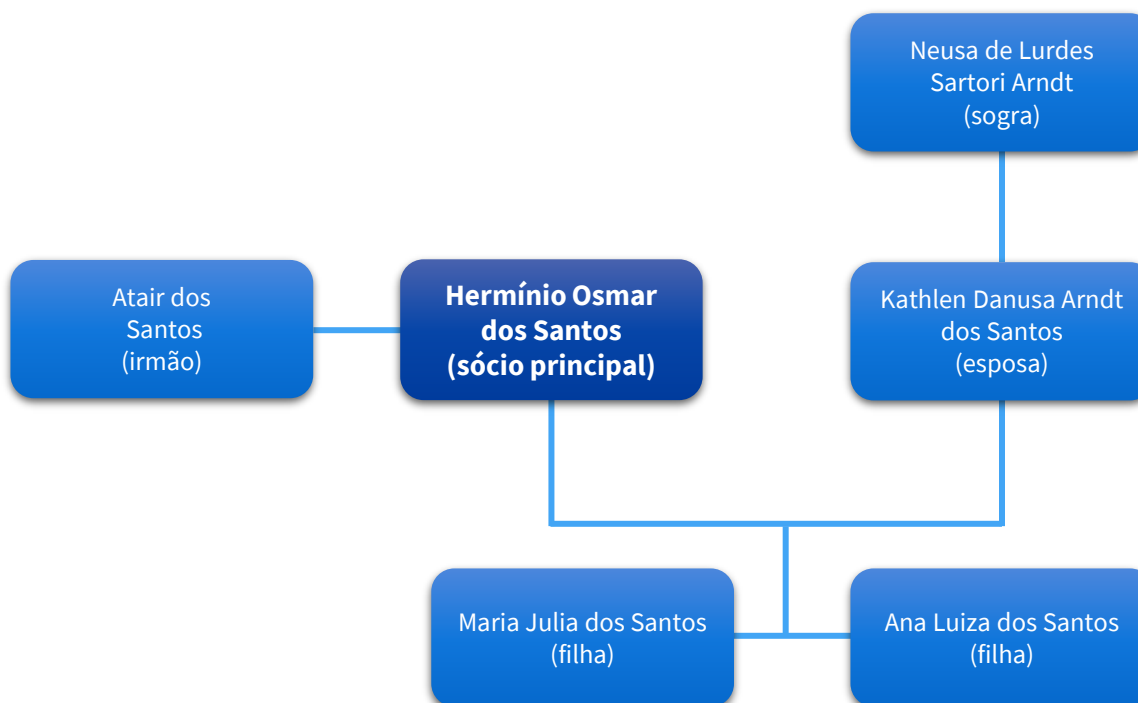 Neusa de Lurdes
Sartori Arndt
(sogra)
Atair dos
Santos
(irmão)
Hermínio Osmar
dos Santos
(sócio principal)
Kathlen Danusa Arndt
dos Santos
(esposa)
Maria Julia dos Santos
(filha)
Ana Luiza dos Santos
(filha)